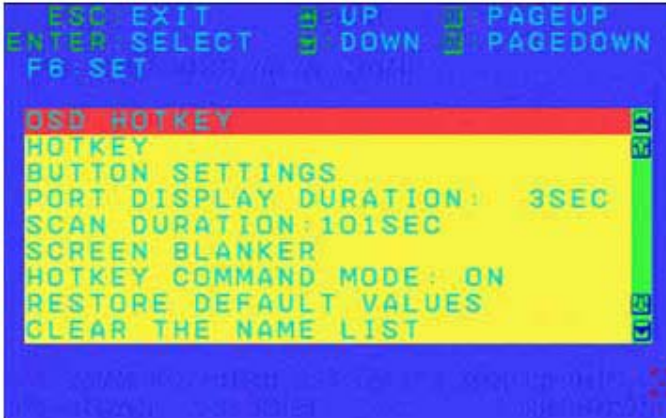 ESC:EXIT :UP :PAGEUP
ENTER:SELECT :DOWN :PAGEDOWN
F6:SET
OSD HOTKEY
HOTKEY
BUTTON SETTINGS
PORT DISPLAY DURATION: 3SEC
SCAN DURATION:101SEC
SCREEN BLANKER
HOTKEY COMMAND MODE: ON
RESTORE DEFAULT VALUES
CLEAR THE NAME LIST